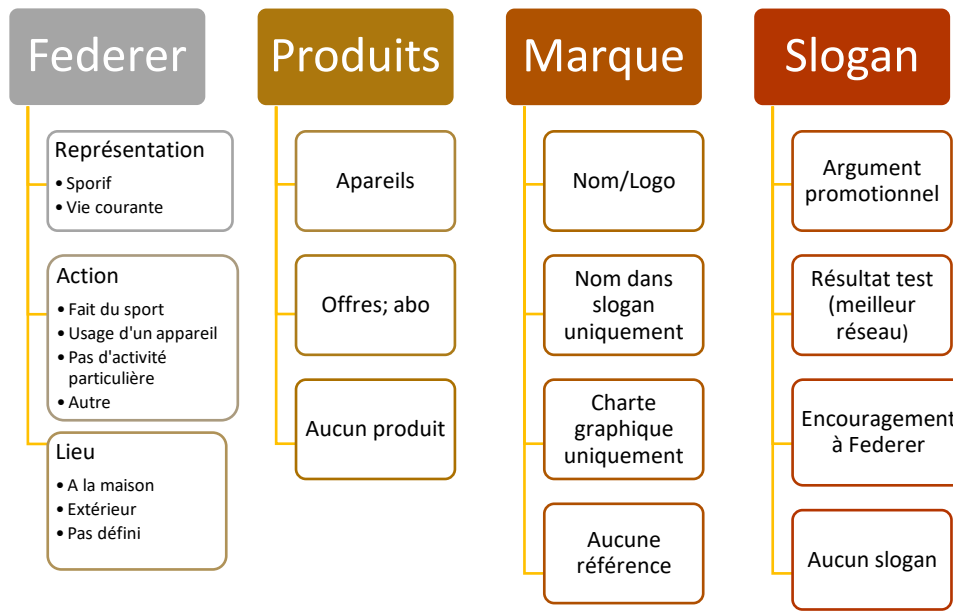 Federer
Représentation
• Sporif
• Vie courante
Action
• Fait du sport
• Usage d'un appareil
• Pas d'activité
particulière
• Autre
Lieu
• A la maison
• Extérieur
• Pas défini
Produits
Apareils
Offres; abo
Aucun produit
Marque
Nom/Logo
Nom dans
slogan
uniquement
Charte
graphique
uniquement
Aucune
référence
Slogan
Argument
promotionnel
Résultat test
(meilleur
réseau)
Encouragement
à Federer
Aucun slogan